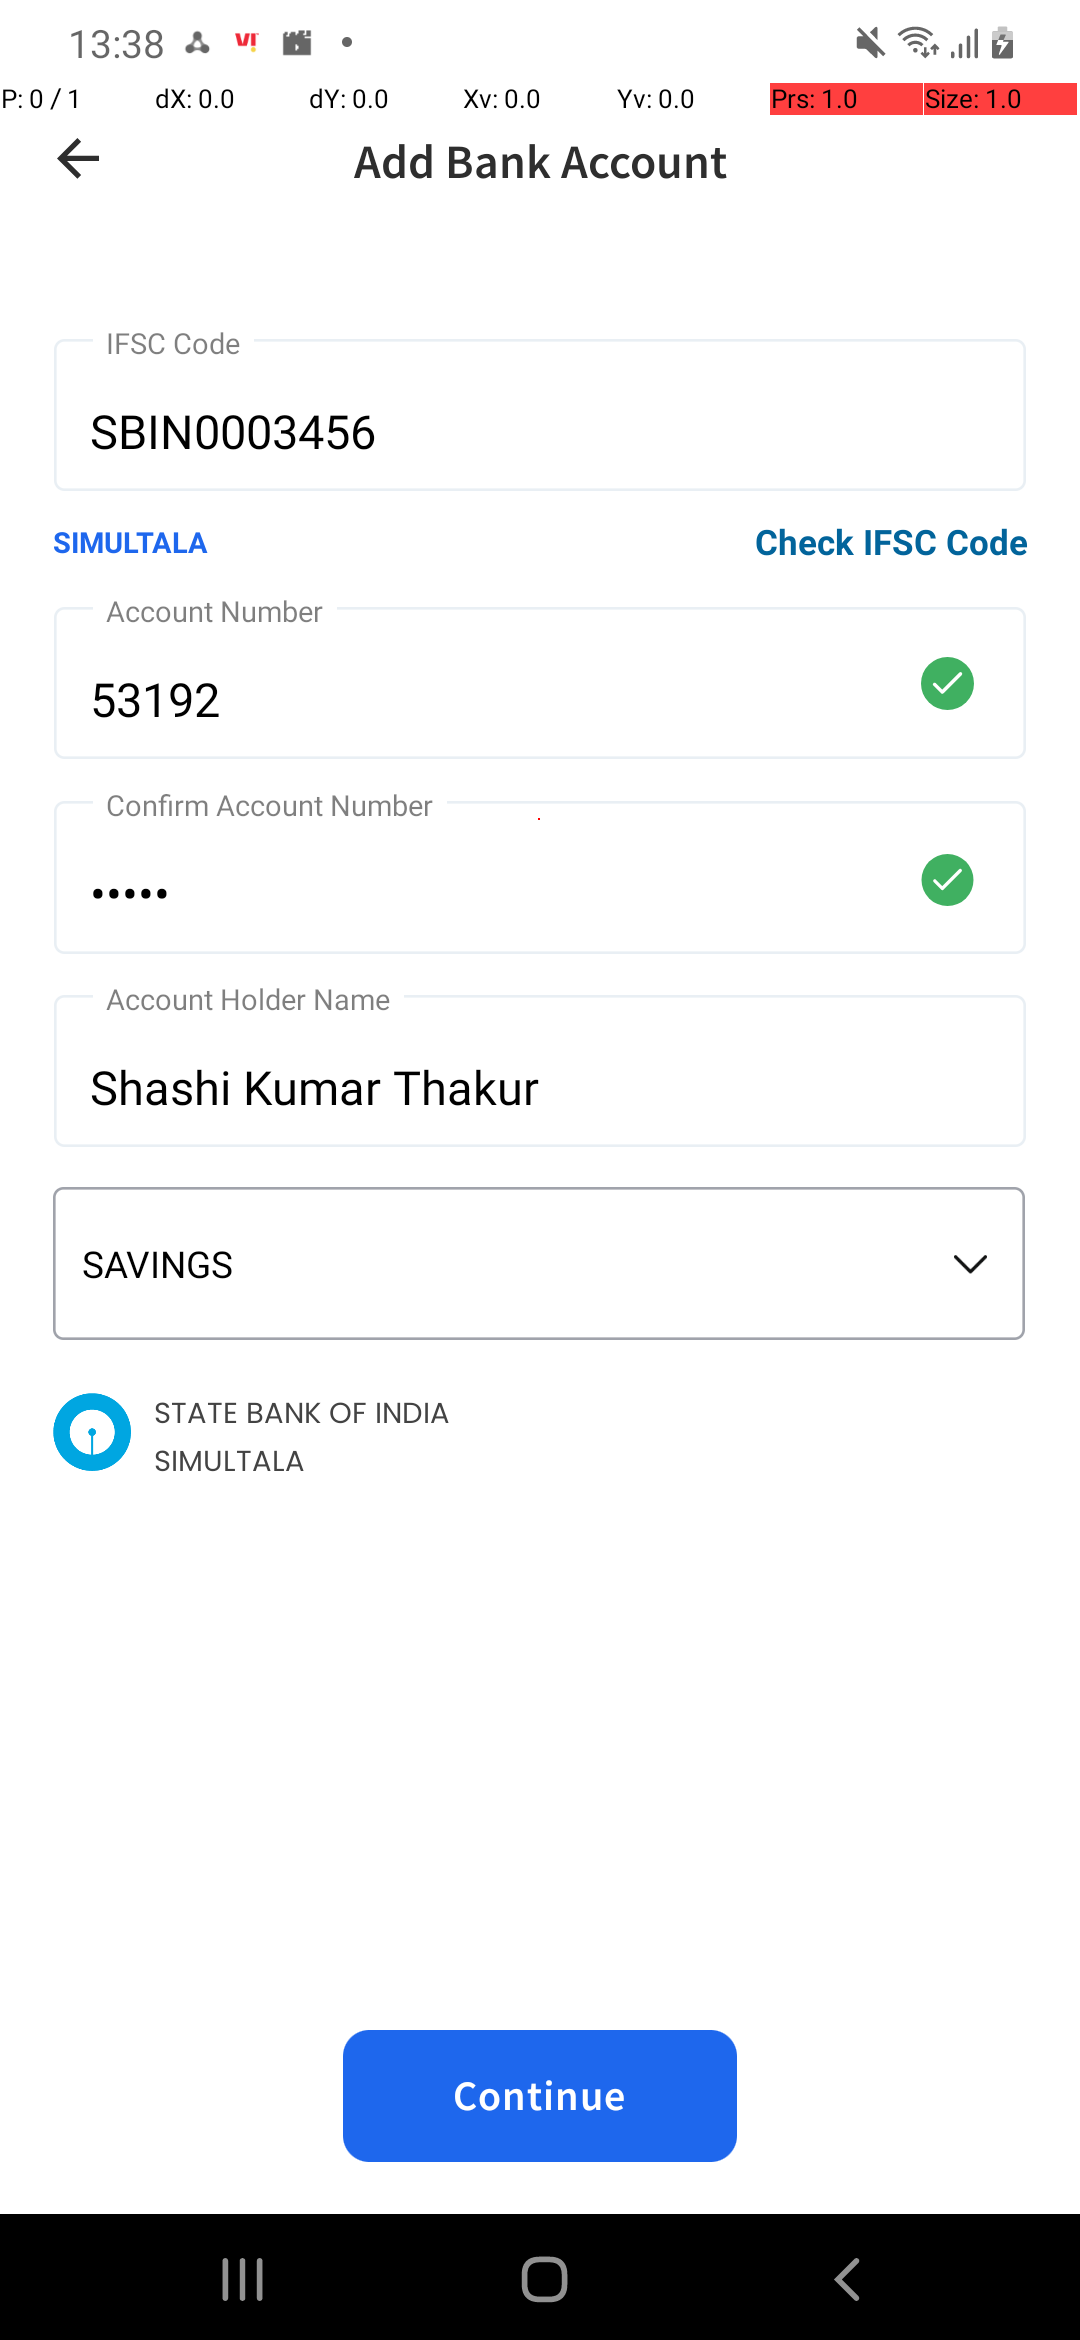 13:38
P: 0 / 1 dX: 0.0 dY: 0.0 Xv: 0.0 Yv: 0.0 Prs: 1.0 Size: 1.0
Add Bank Account
IFSC Code
SBIN0003456
SIMULTALA Check IFSC Code
Account Number
53192
Confirm Account Number
•••••
Account Holder Name
Shashi Kumar Thakur
SAVINGS
STATE BANK OF INDIA
SIMULTALA
Continue